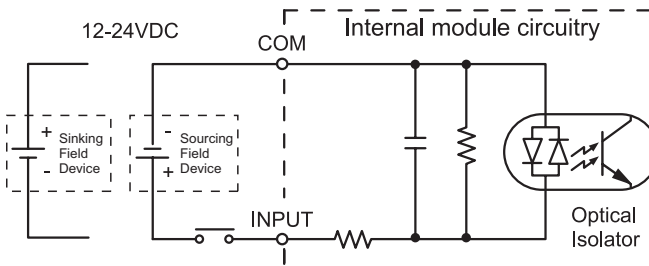 12-24VDC
COM
Internal module circuitry
+
Sinking
Field
Device
-
-
Sourcing
Field
Device
+
INPUT
Optical
Isolator